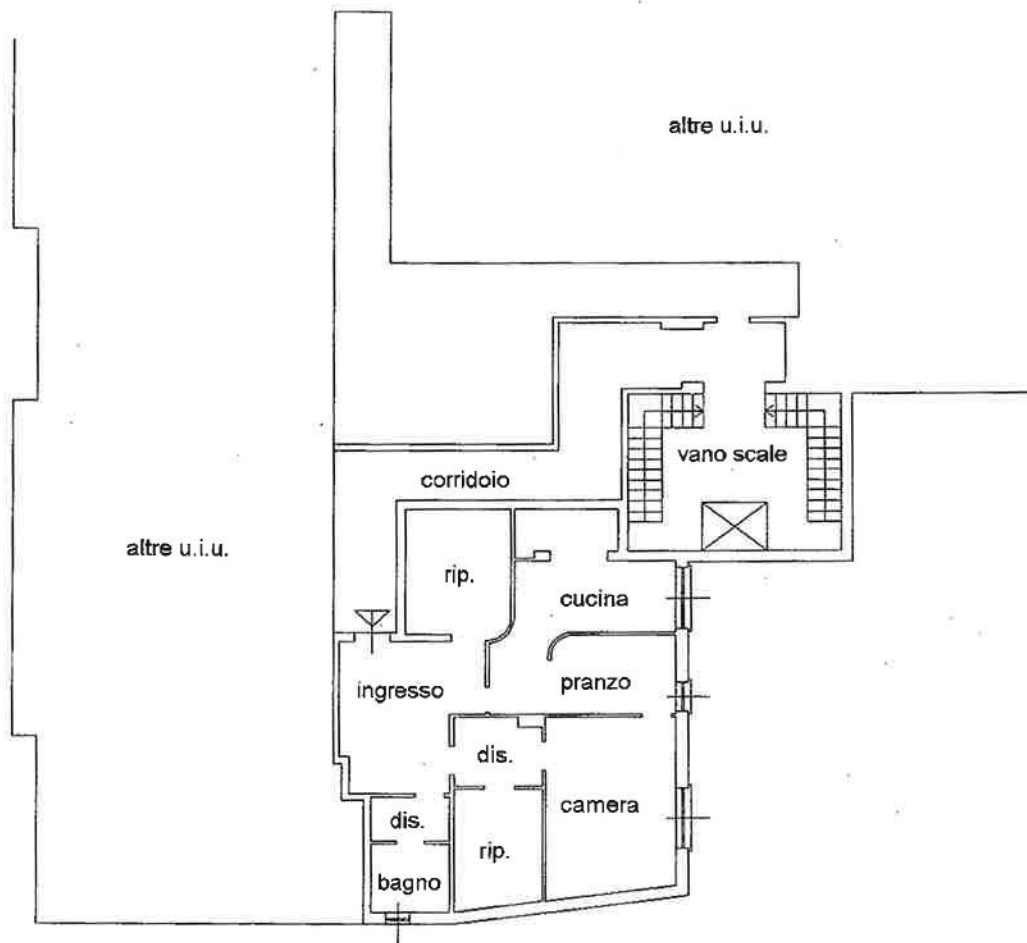 altre u.i.u.
vano scale
corridoio
altre u.i.u.
rip.
cucina
ingresso
pranzo
dis.
camera
dis.
rip.
bagno